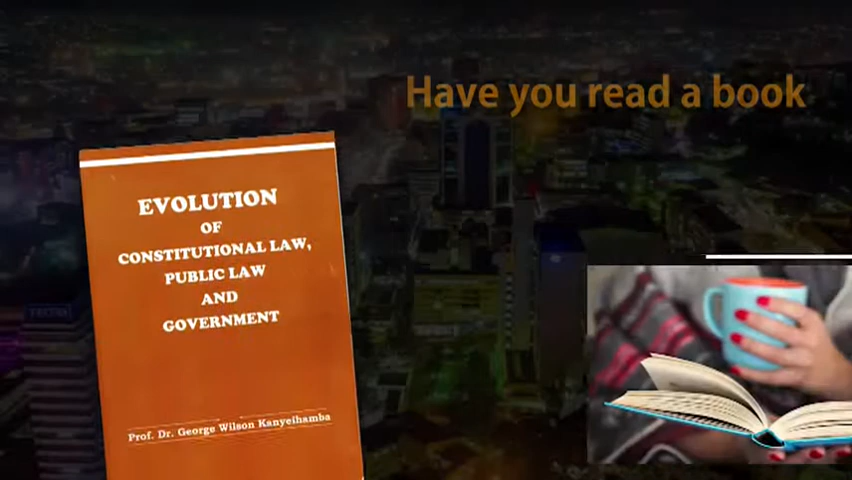 Have you read a book
EVOLUTION
OF
CONSTITUTIONAL LAW,
PUBLIC LAW
AND
GOVERNMENT
Prof. Dr. George Wilson Kanyeihamba